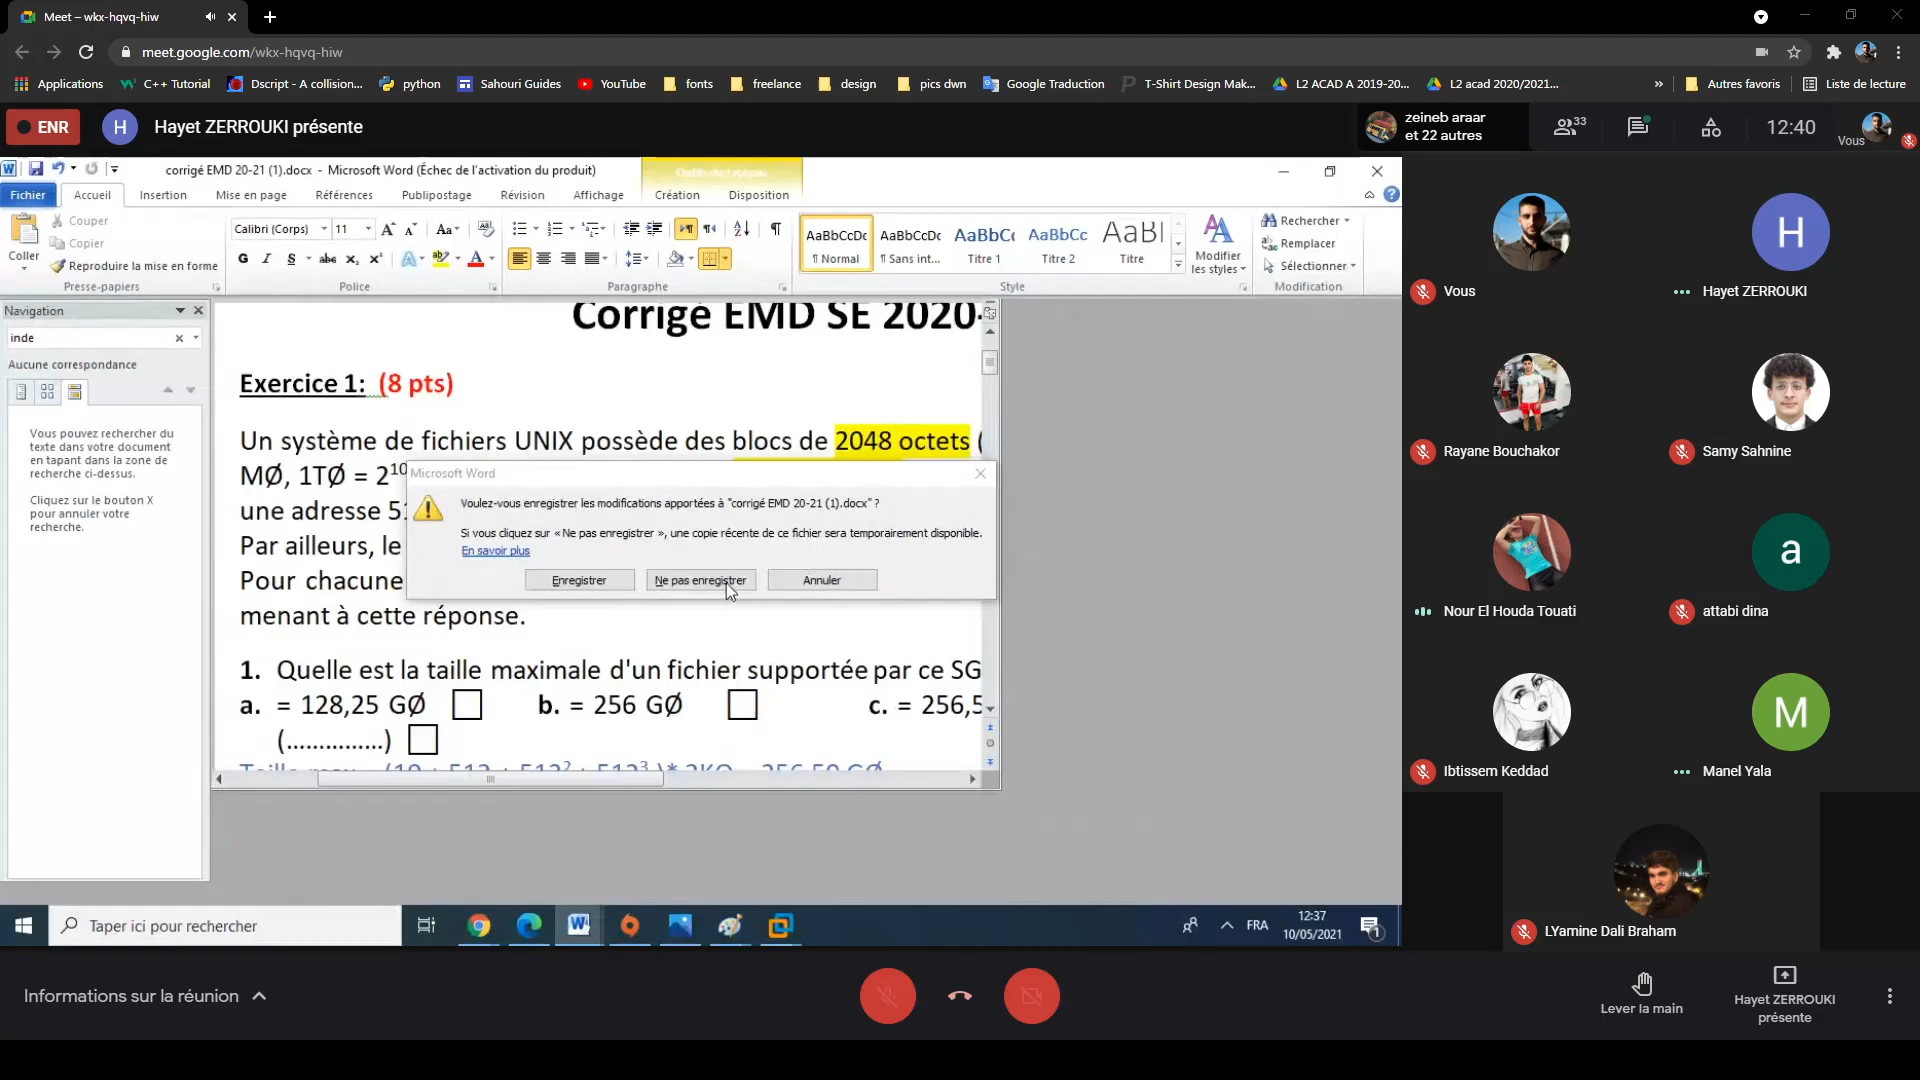 Meet – wkx-hqvq-hiw
meet.google.com/wkx-hqvq-hiw
Applications
C++ Tutorial
Dscript - A collision...
python
Sahouri Guides
YouTube
fonts
freelance
design
pics dwn
Google Traduction
T-Shirt Design Mak...
L2 ACAD A 2019-20...
L2 acad 2020/2021...
»
Autres favoris
Liste de lecture
ENR
H
Hayet ZERROUKI présente
zeineb araar
et 22 autres
33
12:40
Vous
corrigé EMD 20-21 (1).docx - Microsoft Word (Échec de l'activation du produit)
Fichier
Accueil
Insertion
Mise en page
Références
Publipostage
Révision
Affichage
Création
Disposition
Coller
Couper
Copier
Reproduire la mise en forme
Presse-papiers
Calibri (Corps)
11
Aa
G I S abc x₂ x²
Police
Paragraphe
AaBbCcDc
¶ Normal
AaBbCcDc
¶ Sans int...
AaBbCc
Titre 1
AaBbCc
Titre 2
AaBl
Titre
Modifier
les styles
Style
Rechercher
Remplacer
Sélectionner
Modification
Navigation
inde
Aucune correspondance
Vous pouvez rechercher du
texte dans votre document
en tapant dans la zone de
recherche ci-dessus.
Cliquez sur le bouton X
pour annuler votre
recherche.
Corrigé EMD SE 2020-
Exercice 1: (8 pts)
Un système de fichiers UNIX possède des blocs de 2048 octets (
MØ, 1TØ = 2¹⁰
une adresse 51
Par ailleurs, le
Pour chacune
menant à cette réponse.
1. Quelle est la taille maximale d'un fichier supportée par ce SG
a. = 128,25 GØ b. = 256 GØ c. = 256,5
(...............)
Microsoft Word
Voulez-vous enregistrer les modifications apportées à "corrigé EMD 20-21 (1).docx" ?
Si vous cliquez sur « Ne pas enregistrer », une copie récente de ce fichier sera temporairement disponible.
En savoir plus
Enregistrer
Ne pas enregistrer
Annuler
Taper ici pour rechercher
FRA
12:37
10/05/2021
1
Vous
H
Hayet ZERROUKI
Rayane Bouchakor
Samy Sahnine
Nour El Houda Touati
a
attabi dina
Ibtissem Keddad
M
Manel Yala
LYamine Dali Braham
Informations sur la réunion
Lever la main
Hayet ZERROUKI
présente